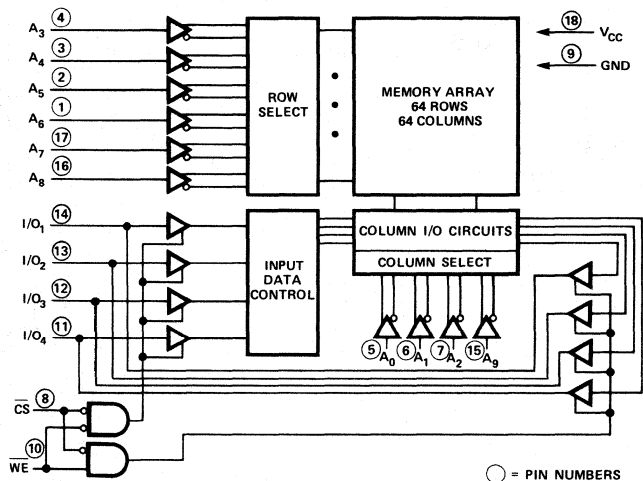 A3 4
A4 3
A5 2
A6 1
A7 17
A8 16
ROW
SELECT
MEMORY ARRAY
64 ROWS
64 COLUMNS
18 VCC
9 GND
I/O1 14
I/O2 13
I/O3 12
I/O4 11
INPUT
DATA
CONTROL
COLUMN I/O CIRCUITS
COLUMN SELECT
5 A0 6 A1 7 A2 15 A9
CS 8
WE 10
= PIN NUMBERS